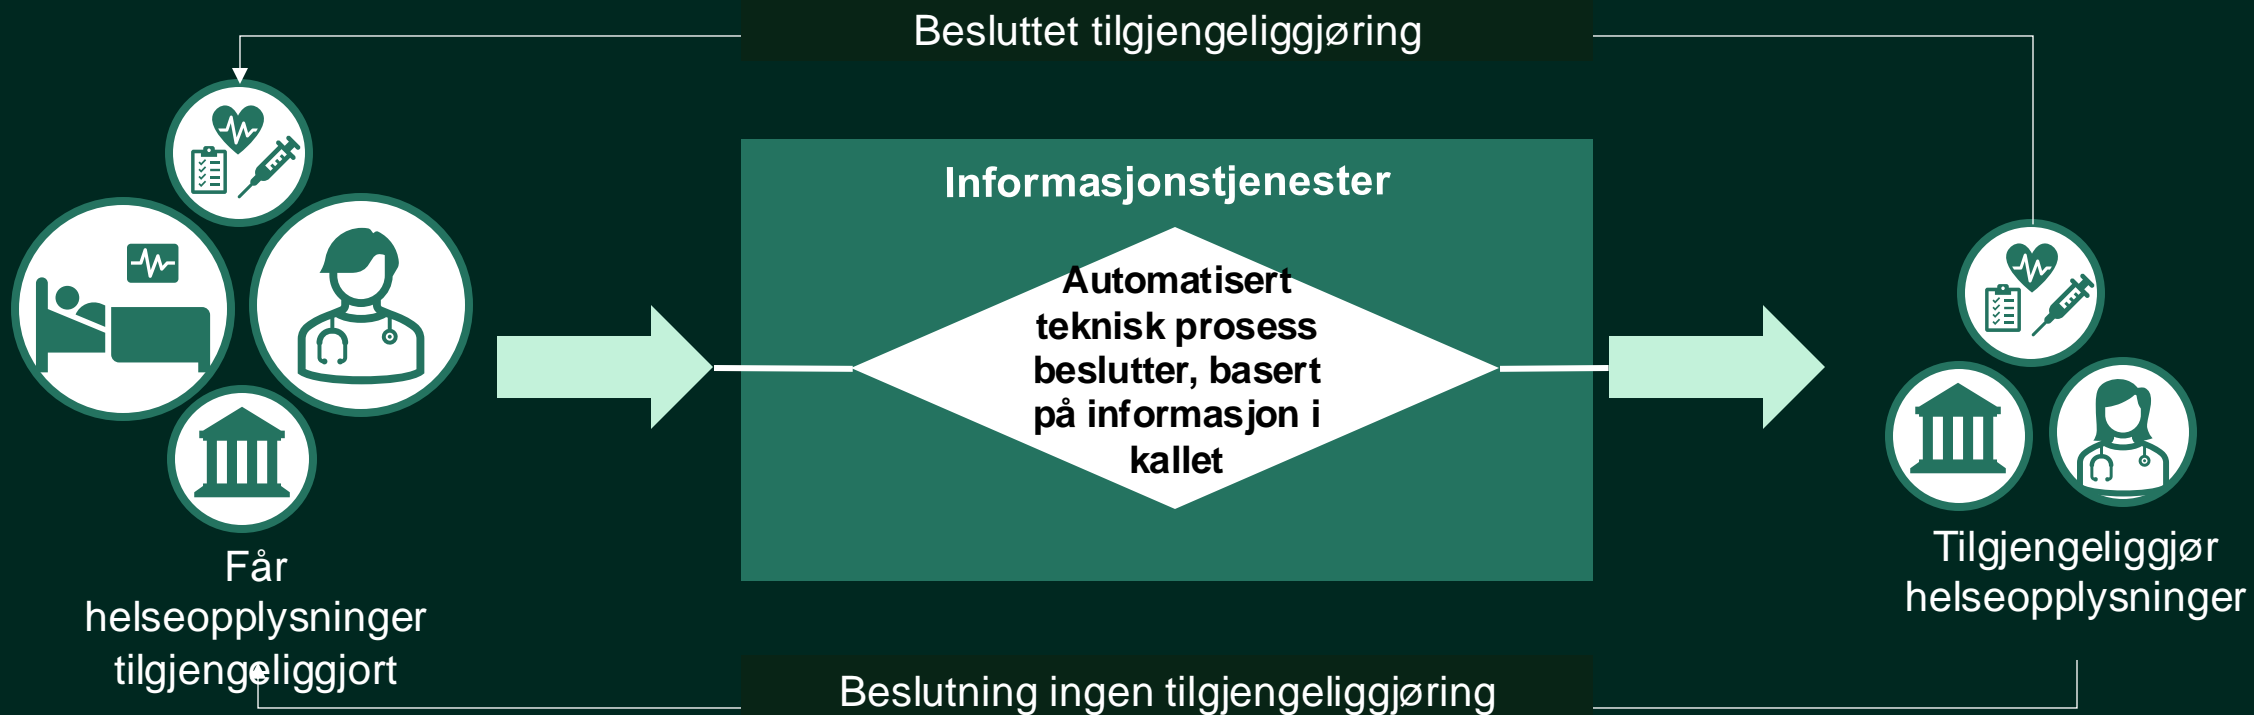 Besluttet tilgjengeliggjøring
Informasjonstjenester
Automatisert
teknisk prosess
beslutter, basert
på informasjon i
kallet
Får
helseopplysninger
tilgjengeliggjort
Tilgjengeliggjør
helseopplysninger
Beslutning ingen tilgjengeliggjøring